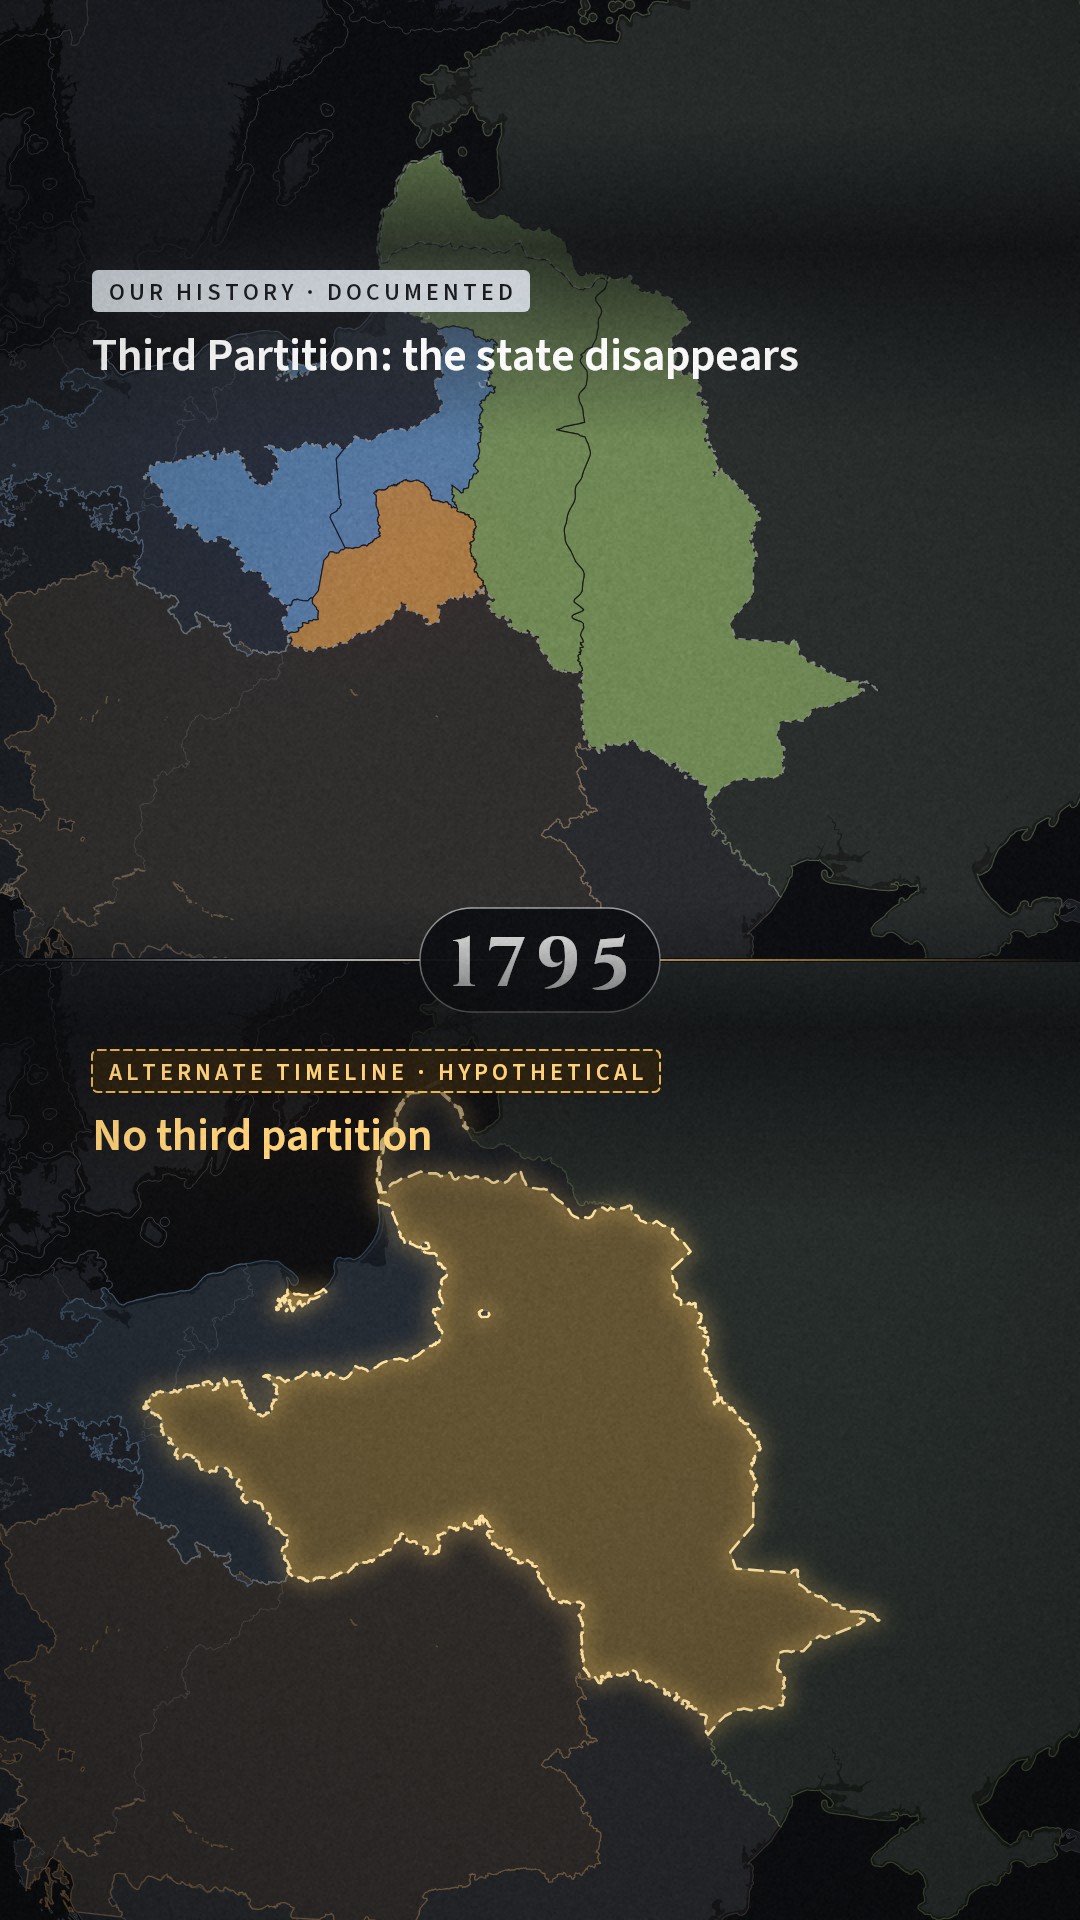 OUR HISTORY · DOCUMENTED
Third Partition: the state disappears
1795
ALTERNATE TIMELINE · HYPOTHETICAL
No third partition